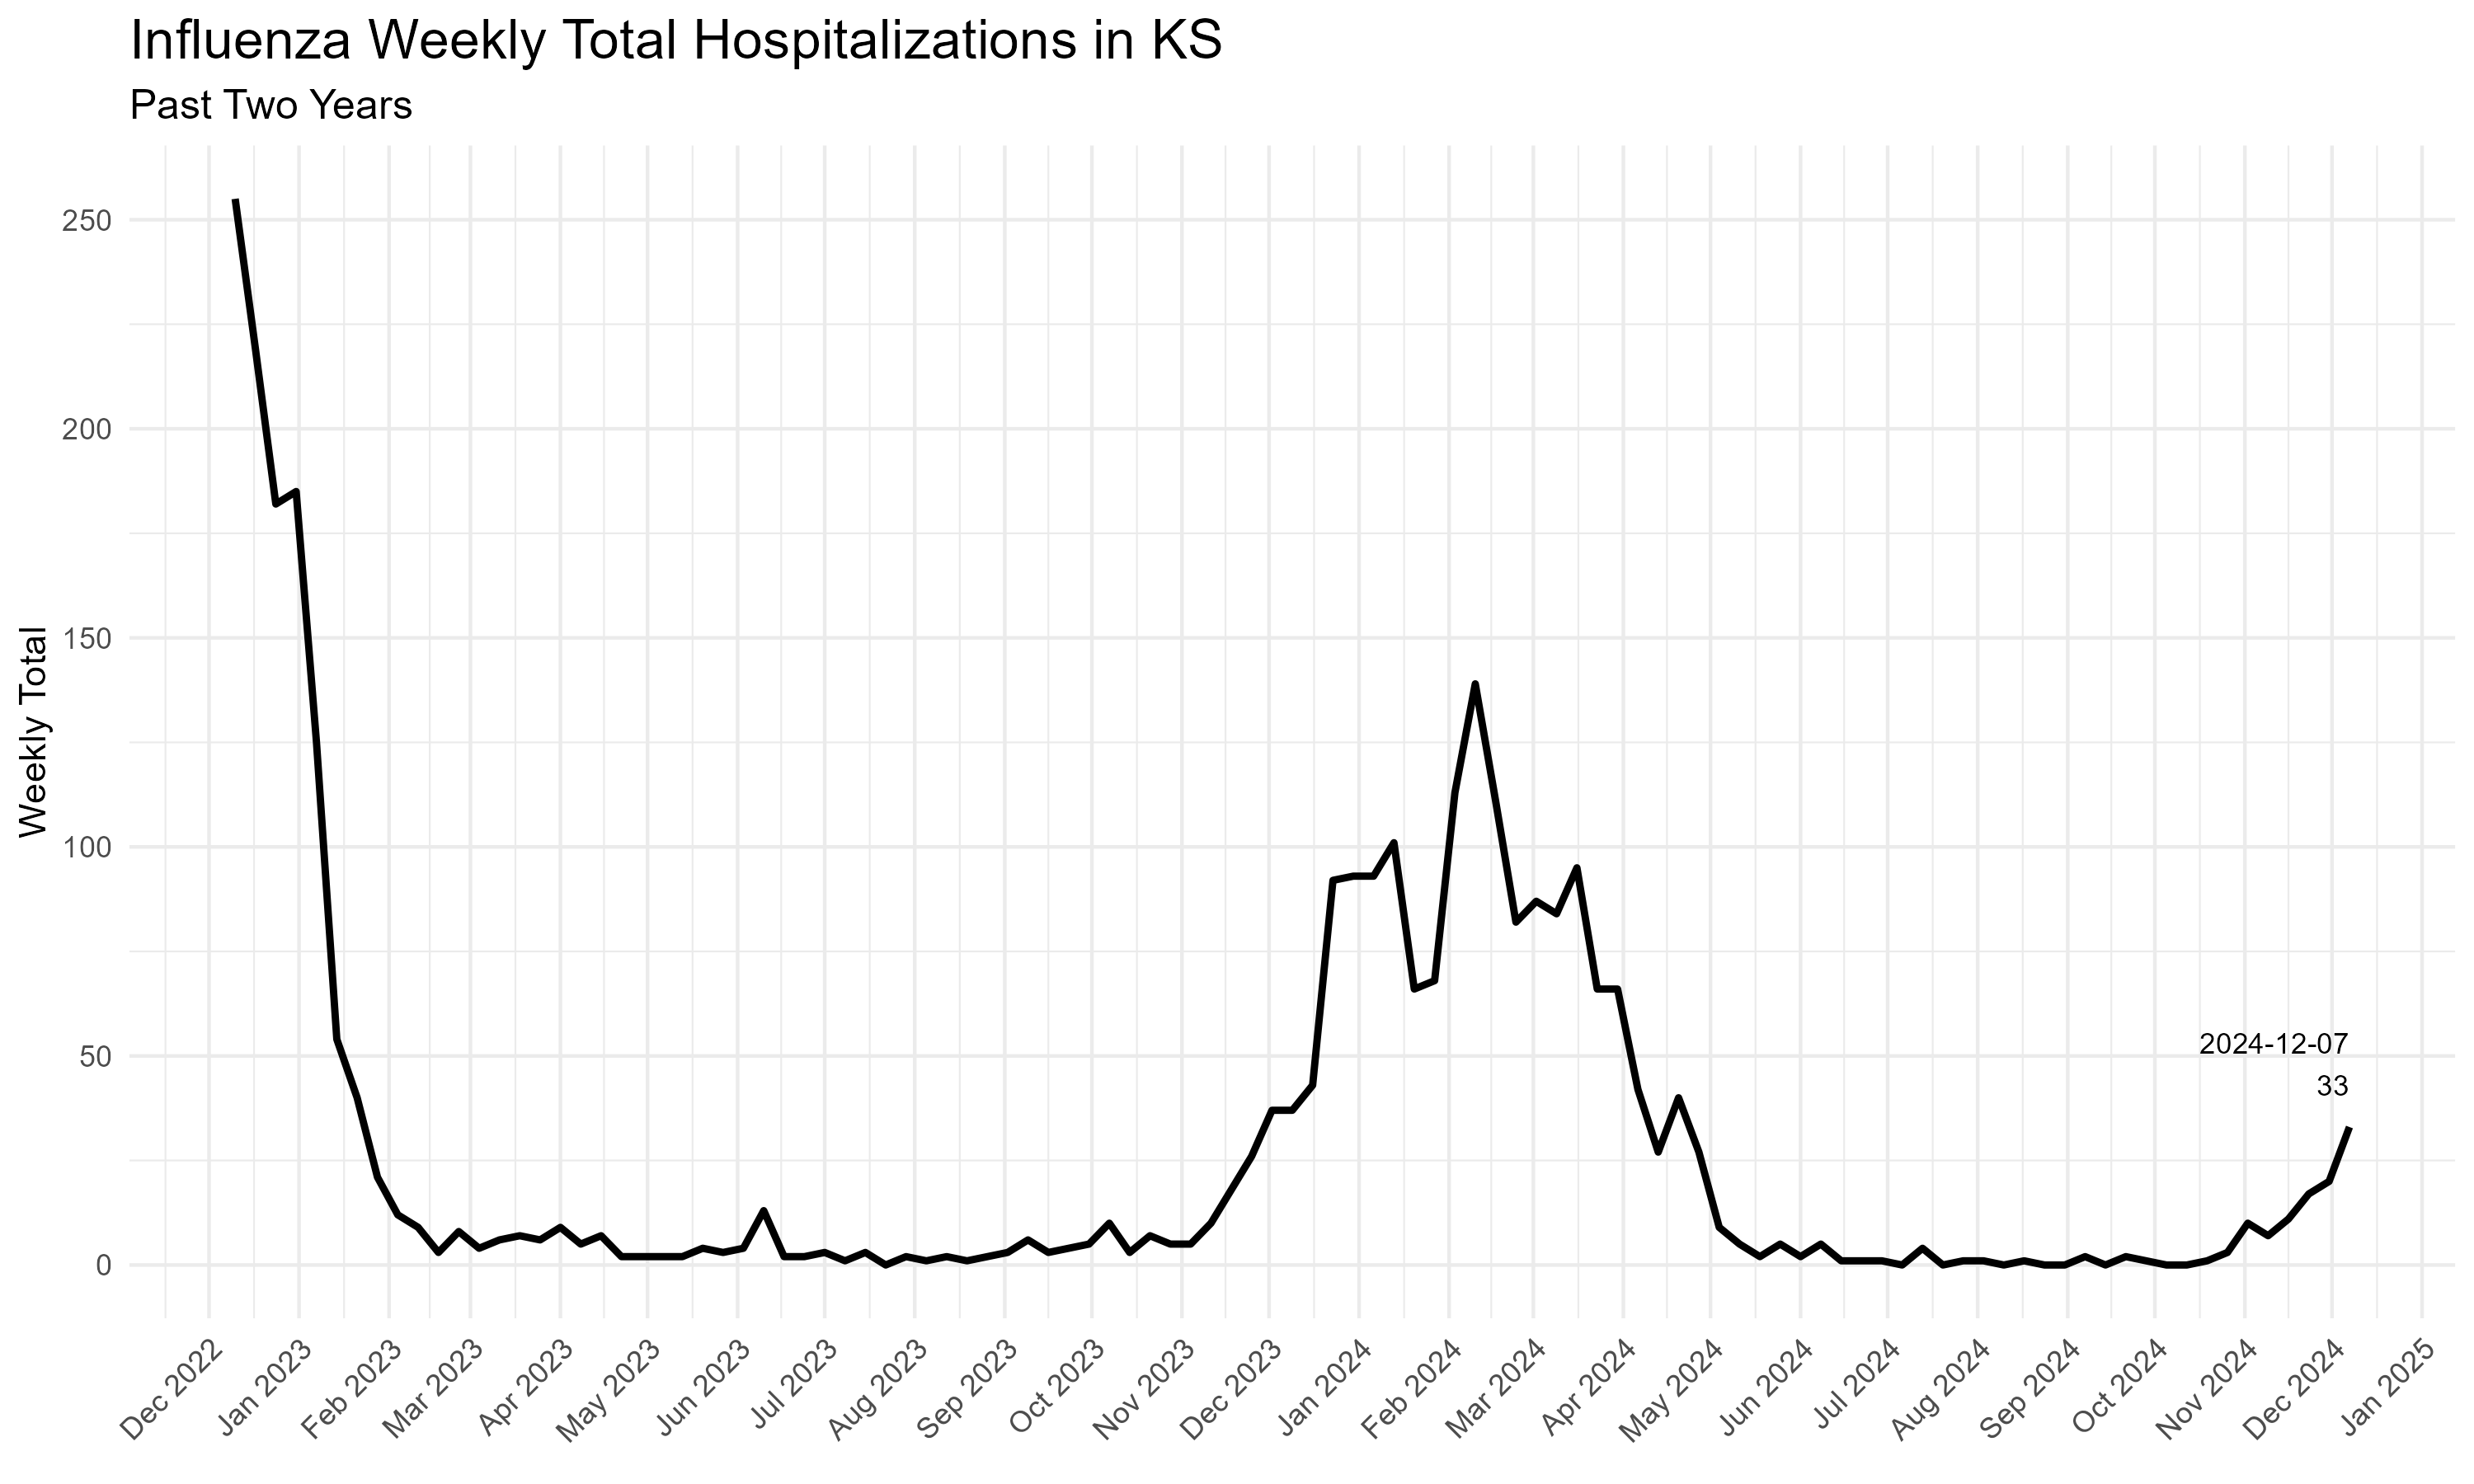 Influenza Weekly Total Hospitalizations in KS
Past Two Years
Weekly Total
250
200
150
100
50
0
2024-12-07
33
Dec 2022
Jan 2023
Feb 2023
Mar 2023
Apr 2023
May 2023
Jun 2023
Jul 2023
Aug 2023
Sep 2023
Oct 2023
Nov 2023
Dec 2023
Jan 2024
Feb 2024
Mar 2024
Apr 2024
May 2024
Jun 2024
Jul 2024
Aug 2024
Sep 2024
Oct 2024
Nov 2024
Dec 2024
Jan 2025